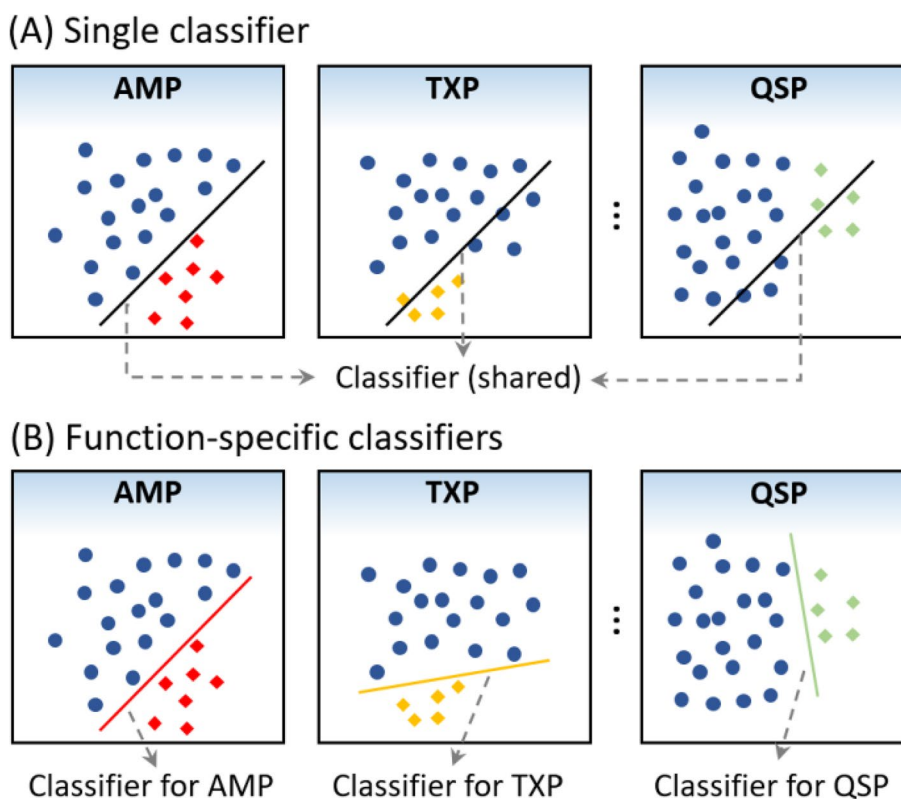 (A) Single classifier
AMP
TXP
QSP
...
Classifier (shared)
(B) Function-specific classifiers
AMP
TXP
QSP
...
Classifier for AMP
Classifier for TXP
Classifier for QSP